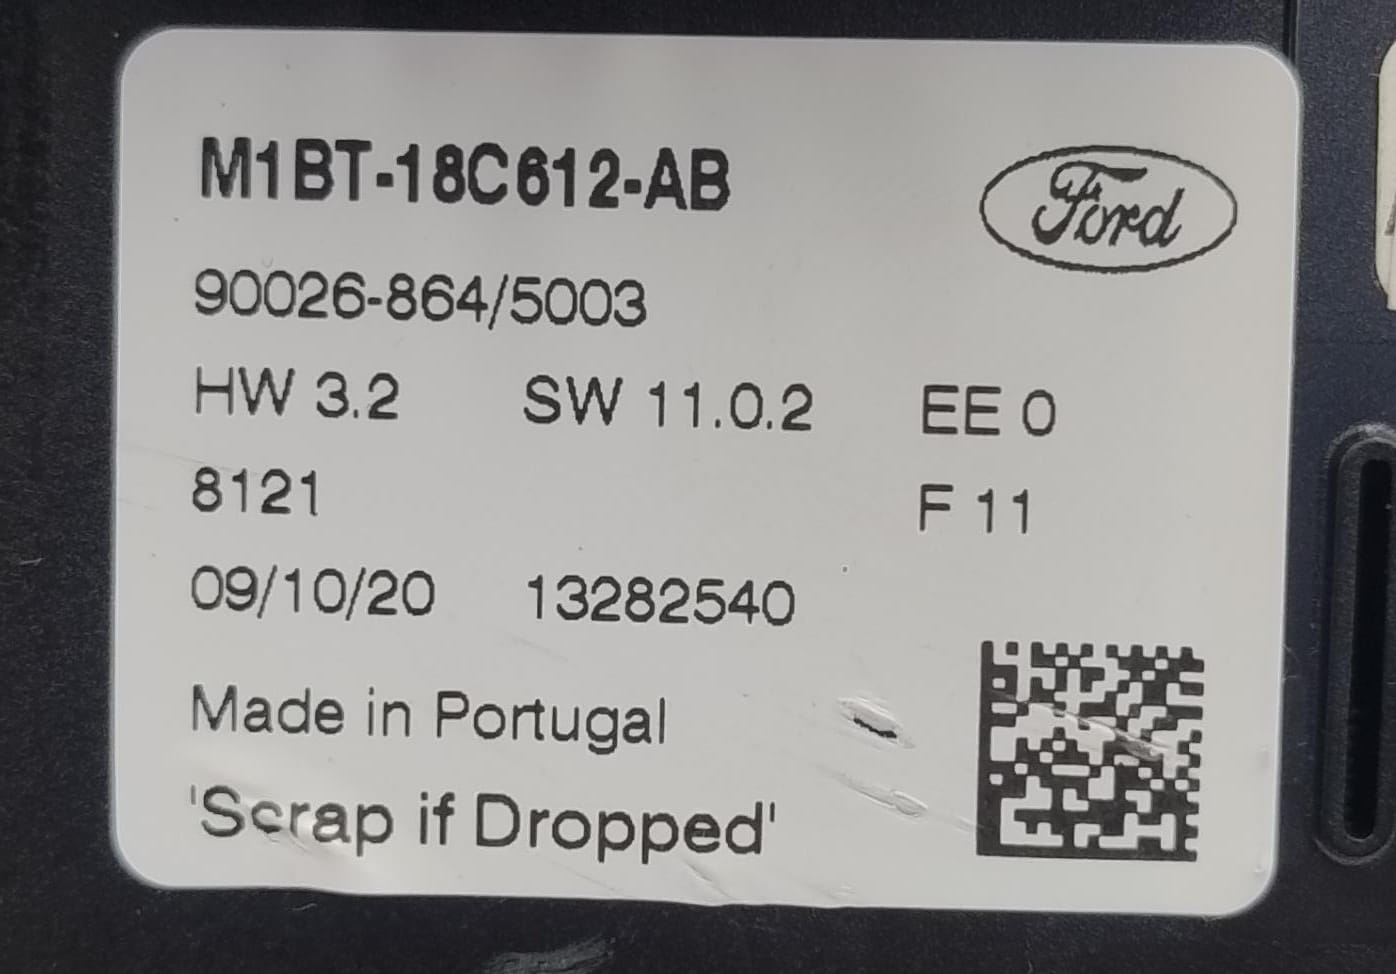 M1BT-18C612-AB
Ford
90026-864/5003
HW 3.2 SW 11.0.2 EE 0
8121 F 11
09/10/20 13282540
Made in Portugal
'Scrap if Dropped'